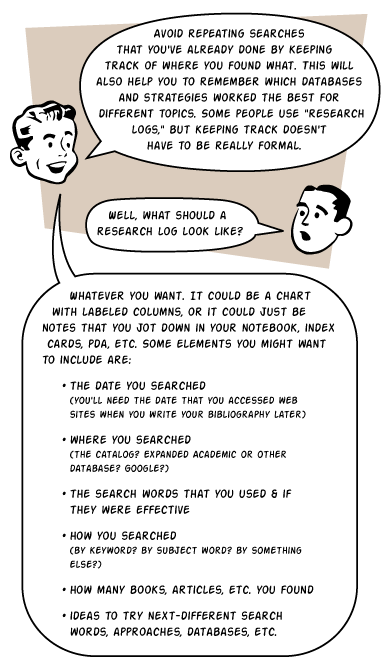 AVOID REPEATING SEARCHES
THAT YOU'VE ALREADY DONE BY KEEPING
TRACK OF WHERE YOU FOUND WHAT. THIS WILL
ALSO HELP YOU TO REMEMBER WHICH DATABASES
AND STRATEGIES WORKED THE BEST FOR
DIFFERENT TOPICS. SOME PEOPLE USE "RESEARCH
LOGS," BUT KEEPING TRACK DOESN'T
HAVE TO BE REALLY FORMAL.
WELL, WHAT SHOULD A
RESEARCH LOG LOOK LIKE?
WHATEVER YOU WANT. IT COULD BE A CHART
WITH LABELED COLUMNS, OR IT COULD JUST BE
NOTES THAT YOU JOT DOWN IN YOUR NOTEBOOK, INDEX
CARDS, PDA, ETC. SOME ELEMENTS YOU MIGHT WANT
TO INCLUDE ARE:
• THE DATE YOU SEARCHED
(YOU'LL NEED THE DATE THAT YOU ACCESSED WEB
SITES WHEN YOU WRITE YOUR BIBLIOGRAPHY LATER)
• WHERE YOU SEARCHED
(THE CATALOG? EXPANDED ACADEMIC OR OTHER
DATABASE? GOOGLE?)
• THE SEARCH WORDS THAT YOU USED & IF
THEY WERE EFFECTIVE
• HOW YOU SEARCHED
(BY KEYWORD? BY SUBJECT WORD? BY SOMETHING
ELSE?)
• HOW MANY BOOKS, ARTICLES, ETC. YOU FOUND
• IDEAS TO TRY NEXT-DIFFERENT SEARCH
WORDS, APPROACHES, DATABASES, ETC.